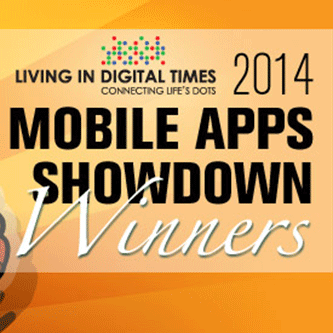 LIVING IN DIGITAL TIMES
CONNECTING LIFE'S DOTS
2014
MOBILE APPS
SHOWDOWN
Winners